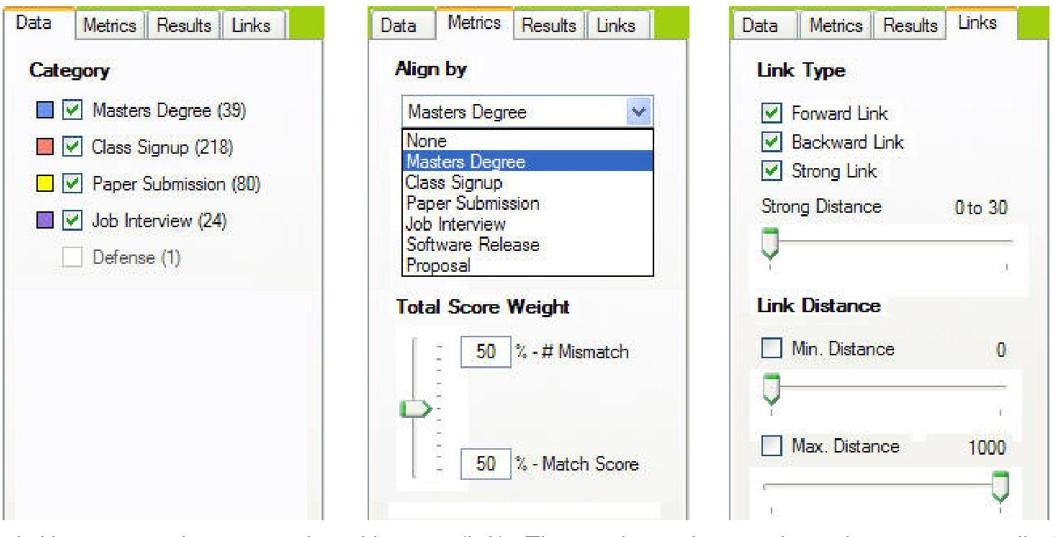 Data Metrics Results Links
Category
Masters Degree (39)
Class Signup (218)
Paper Submission (80)
Job Interview (24)
Defense (1)
Data Metrics Results Links
Align by
Masters Degree
None
Masters Degree
Class Signup
Paper Submission
Job Interview
Software Release
Proposal
Total Score Weight
50 % - # Mismatch
50 % - Match Score
Data Metrics Results Links
Link Type
Forward Link
Backward Link
Strong Link
Strong Distance 0 to 30
Link Distance
Min. Distance 0
Max. Distance 1000